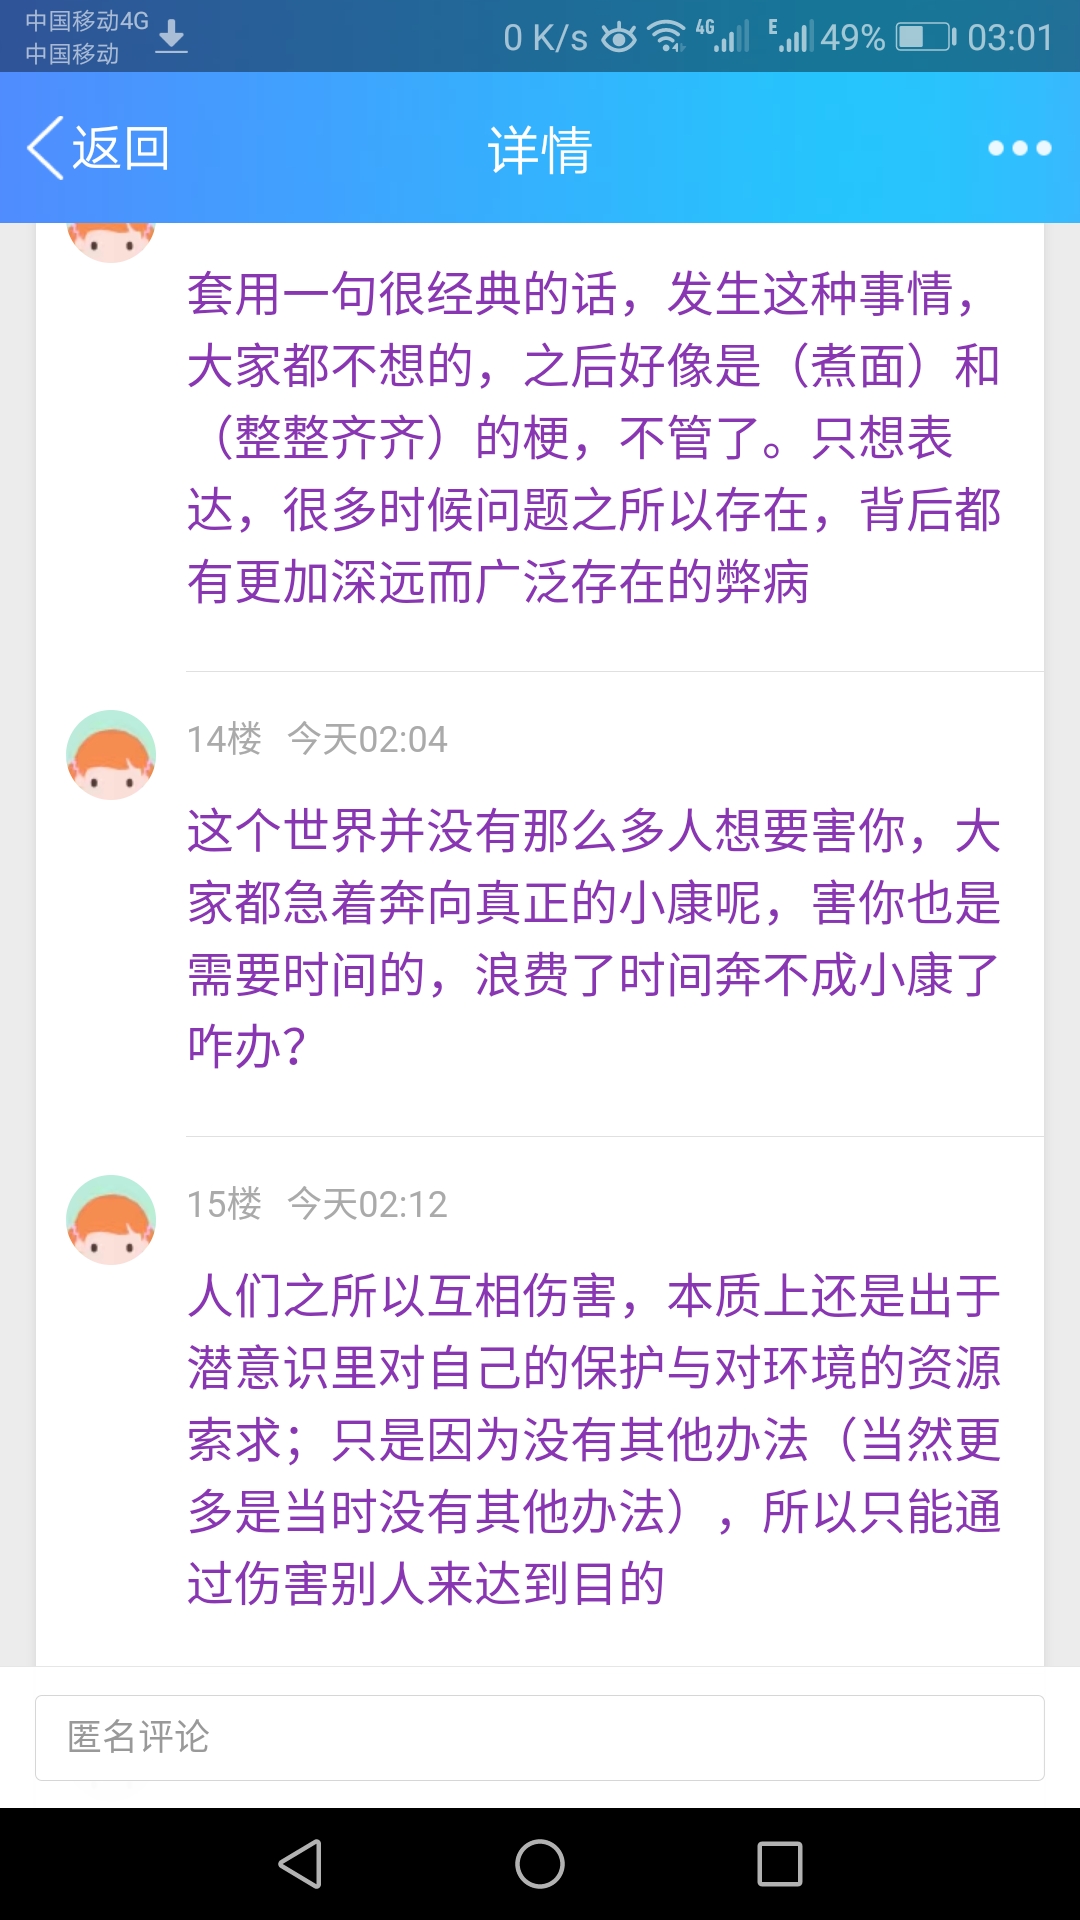 中国移动4G
中国移动
0 K/s 4G E 49% 03:01
返回 详情
套用一句很经典的话，发生这种事情，
大家都不想的，之后好像是（煮面）和
（整整齐齐）的梗，不管了。只想表
达，很多时候问题之所以存在，背后都
有更加深远而广泛存在的弊病
14楼 今天02:04
这个世界并没有那么多人想要害你，大
家都急着奔向真正的小康呢，害你也是
需要时间的，浪费了时间奔不成小康了
咋办？
15楼 今天02:12
人们之所以互相伤害，本质上还是出于
潜意识里对自己的保护与对环境的资源
索求；只是因为没有其他办法（当然更
多是当时没有其他办法），所以只能通
过伤害别人来达到目的
匿名评论